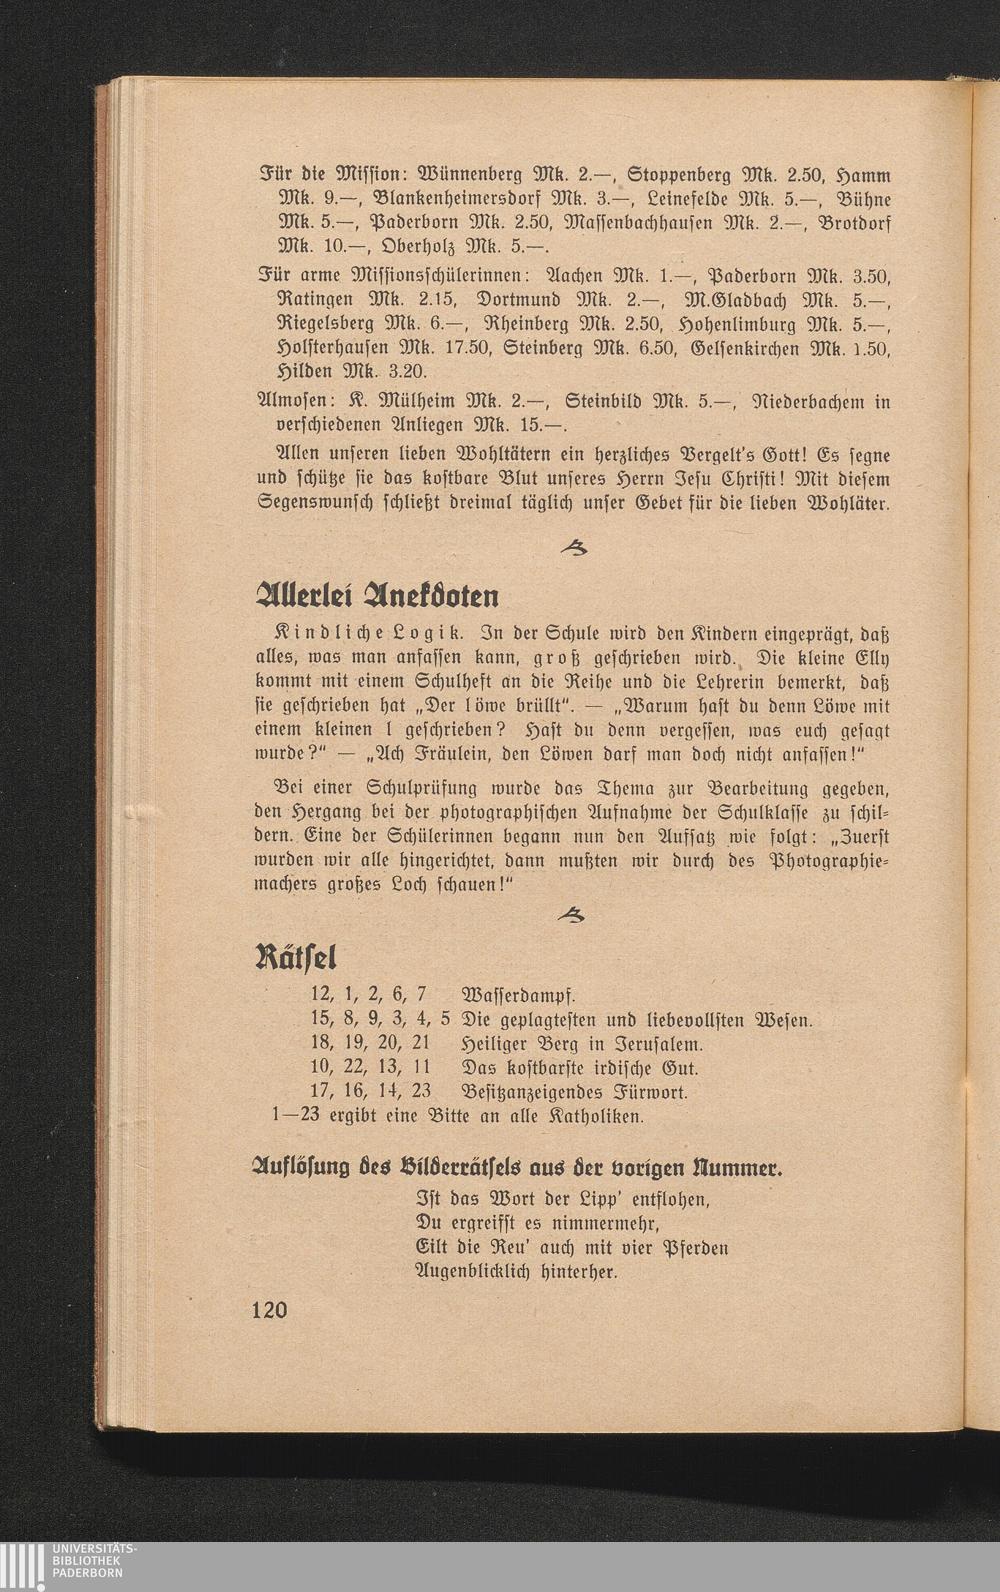 Für die Mission: Wünnenberg Mk. 2.—, Stoppenberg Mk. 2.50, Hamm
Mk. 9.—, Blankenheimersdorf Mk. 3.—, Leinefelde Mk. 5.—, Bühne
Mk. 5.—, Paderborn Mk. 2.50, Massenbachhausen Mk. 2.—, Brotdorf
Mk. 10.—, Oberholz Mk. 5.—.
Für arme Missionsschülerinnen: Aachen Mk. 1.—, Paderborn Mk. 3.50,
Ratingen Mk. 2.15, Dortmund Mk. 2.—, M.Gladbach Mk. 5.—,
Riegelsberg Mk. 6.—, Rheinberg Mk. 2.50, Hohenlimburg Mk. 5.—,
Holsterhausen Mk. 17.50, Steinberg Mk. 6.50, Gelsenkirchen Mk. 1.50,
Hilden Mk. 3.20.
Almosen: K. Mülheim Mk. 2.—, Steinbild Mk. 5.—, Niederbachem in
verschiedenen Anliegen Mk. 15.—.
Allen unseren lieben Wohltätern ein herzliches Vergelt's Gott! Es segne
und schütze sie das kostbare Blut unseres Herrn Jesu Christi! Mit diesem
Segenswunsch schließt dreimal täglich unser Gebet für die lieben Wohläter.
Allerlei Anekdoten
Kindliche Logik. In der Schule wird den Kindern eingeprägt, daß
alles, was man anfassen kann, groß geschrieben wird. Die kleine Elly
kommt mit einem Schulheft an die Reihe und die Lehrerin bemerkt, daß
sie geschrieben hat „Der löwe brüllt“. — „Warum hast du denn Löwe mit
einem kleinen l geschrieben? Hast du denn vergessen, was euch gesagt
wurde?“ — „Ach Fräulein, den Löwen darf man doch nicht anfassen!“
Bei einer Schulprüfung wurde das Thema zur Bearbeitung gegeben,
den Hergang bei der photographischen Aufnahme der Schulklasse zu schil-
dern. Eine der Schülerinnen begann nun den Aufsatz wie folgt: „Zuerst
wurden wir alle hingerichtet, dann mußten wir durch des Photographie-
machers großes Loch schauen!“
Rätsel
12, 1, 2, 6, 7 Wasserdampf.
15, 8, 9, 3, 4, 5 Die geplagtesten und liebevollsten Wesen.
18, 19, 20, 21 Heiliger Berg in Jerusalem.
10, 22, 13, 11 Das kostbarste irdische Gut.
17, 16, 14, 23 Besitzanzeigendes Fürwort.
1—23 ergibt eine Bitte an alle Katholiken.
Auflösung des Bilderrätsels aus der vorigen Nummer.
Ist das Wort der Lipp' entflohen,
Du ergreifst es nimmermehr,
Eilt die Reu' auch mit vier Pferden
Augenblicklich hinterher.
120
UNIVERSITÄTS-
BIBLIOTHEK
PADERBORN